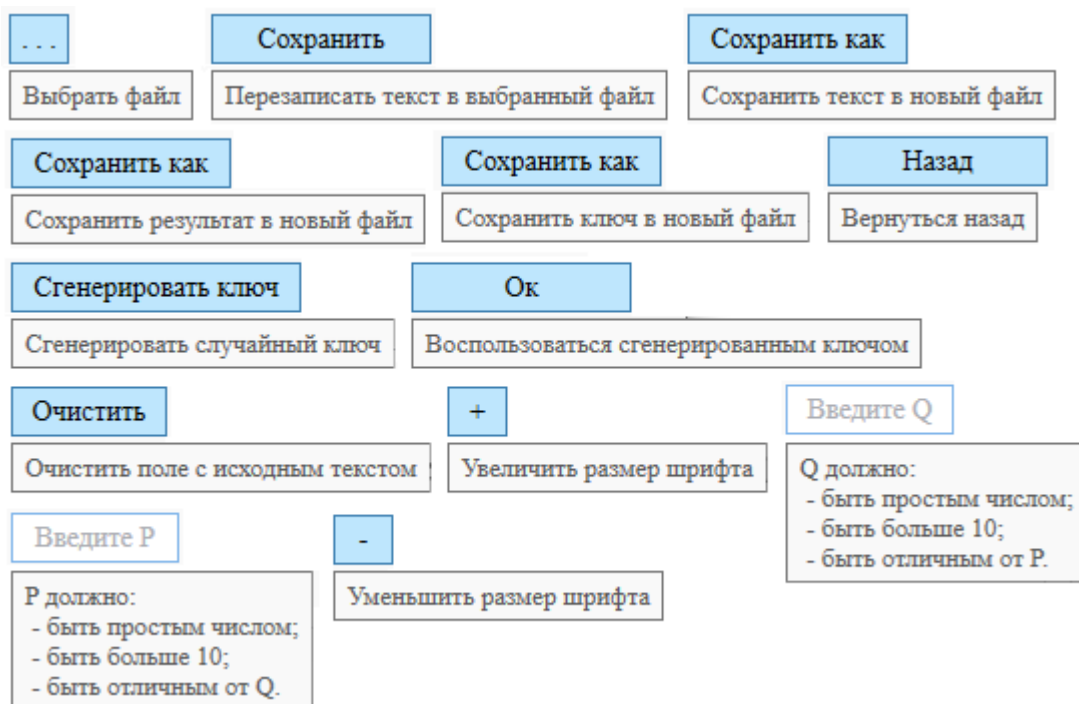 . . .
Сохранить
Сохранить как
Выбрать файл
Перезаписать текст в выбранный файл
Сохранить текст в новый файл
Сохранить как
Сохранить как
Назад
Сохранить результат в новый файл
Сохранить ключ в новый файл
Вернуться назад
Сгенерировать ключ
Ок
Сгенерировать случайный ключ
Воспользоваться сгенерированным ключом
Очистить
+
Введите Q
Очистить поле с исходным текстом
Увеличить размер шрифта
Q должно:
- быть простым числом;
- быть больше 10;
- быть отличным от P.
Введите P
-
P должно:
- быть простым числом;
- быть больше 10;
- быть отличным от Q.
Уменьшить размер шрифта